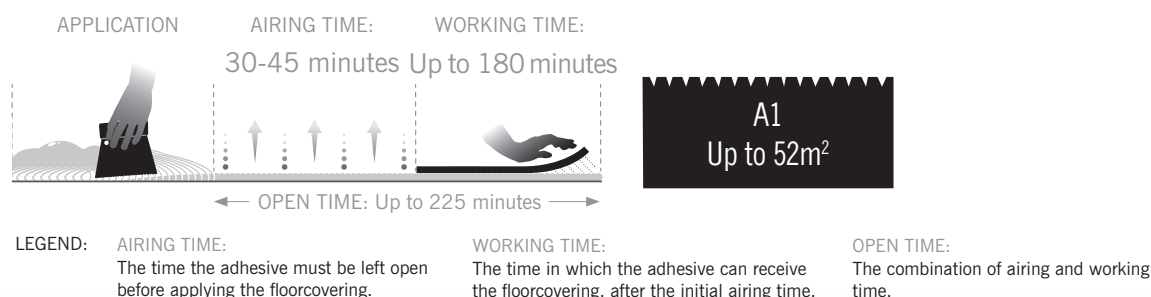 APPLICATION
AIRING TIME:
30-45 minutes
WORKING TIME:
Up to 180 minutes
A1
Up to 52m²
OPEN TIME: Up to 225 minutes
LEGEND:
AIRING TIME:
The time the adhesive must be left open
before applying the floorcovering.
WORKING TIME:
The time in which the adhesive can receive
the floorcovering, after the initial airing time.
OPEN TIME:
The combination of airing and working
time.